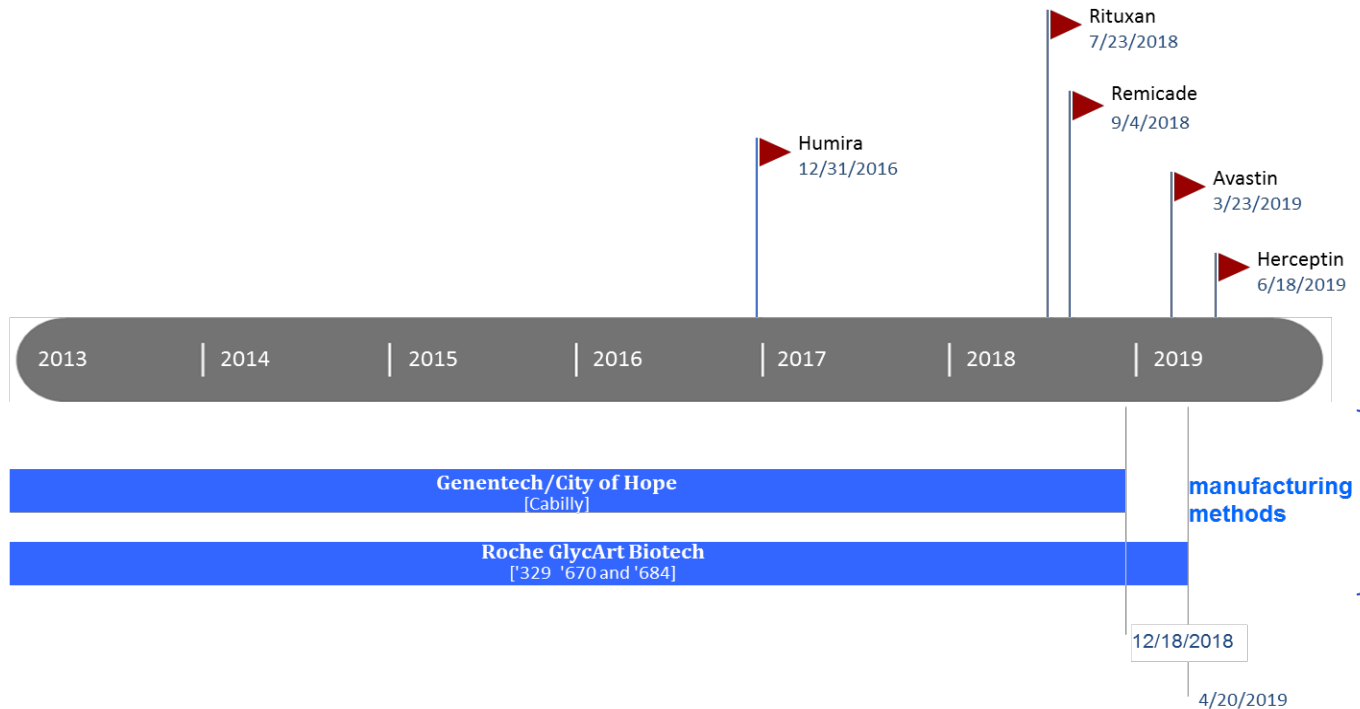 Rituxan
7/23/2018
Remicade
9/4/2018
Humira
12/31/2016
Avastin
3/23/2019
Herceptin
6/18/2019
2013 2014 2015 2016 2017 2018 2019
Genentech/City of Hope
[Cabilly]
manufacturing
methods
Roche GlycArt Biotech
['329 '670 and '684]
12/18/2018
4/20/2019